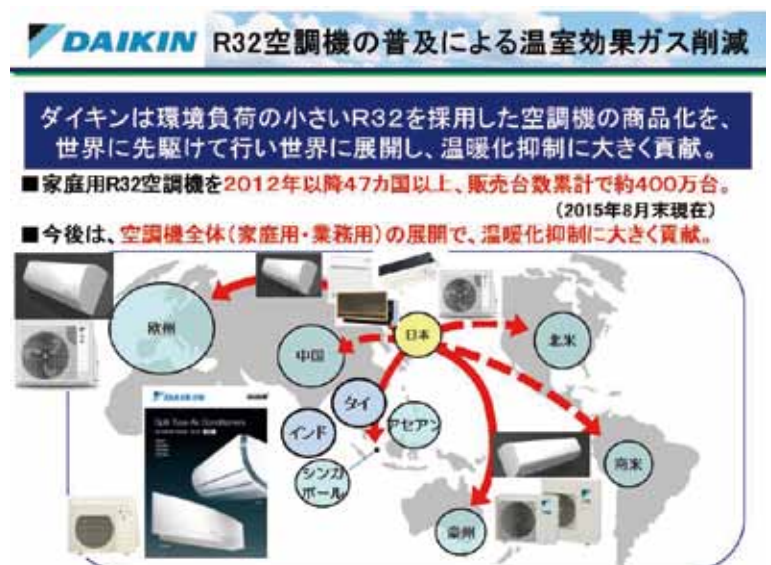 DAIKIN R32空調機の普及による温室効果ガス削減
ダイキンは環境負荷の小さいR32を採用した空調機の商品化を、
世界に先駆けて行い世界に展開し、温暖化抑制に大きく貢献。
■家庭用R32空調機を2012年以降47カ国以上、販売台数累計で約400万台。
(2015年8月末現在)
■今後は、空調機全体(家庭用・業務用)の展開で、温暖化抑制に大きく貢献。
欧州
日本
北米
中国
タイ
アセアン
インド
シンガ
ポール
南米
豪州
DAIKIN
Split Type Air Conditioners